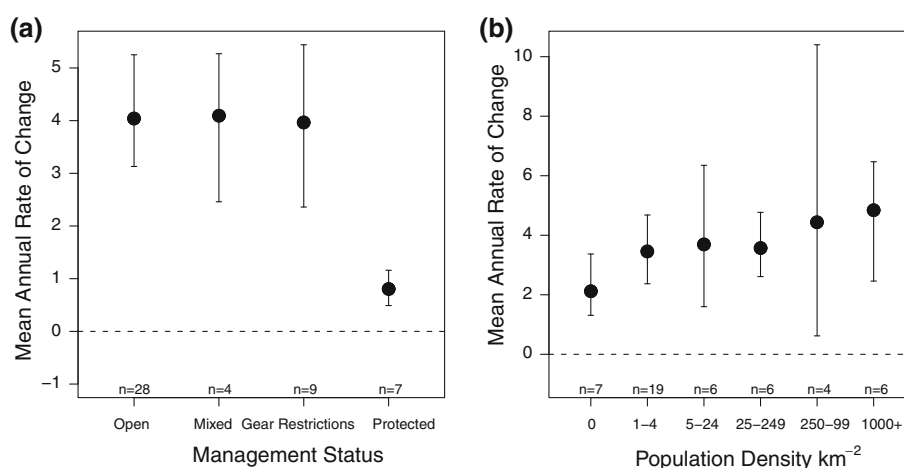 (a)
Mean Annual Rate of Change
5
4
3
2
1
0
−1
n=28 n=4 n=9 n=7
Open Mixed Gear Restrictions Protected
Management Status
(b)
Mean Annual Rate of Change
10
8
6
4
2
0
n=7 n=19 n=6 n=6 n=4 n=6
0 1−4 5−24 25−249 250−99 1000+
Population Density km⁻²